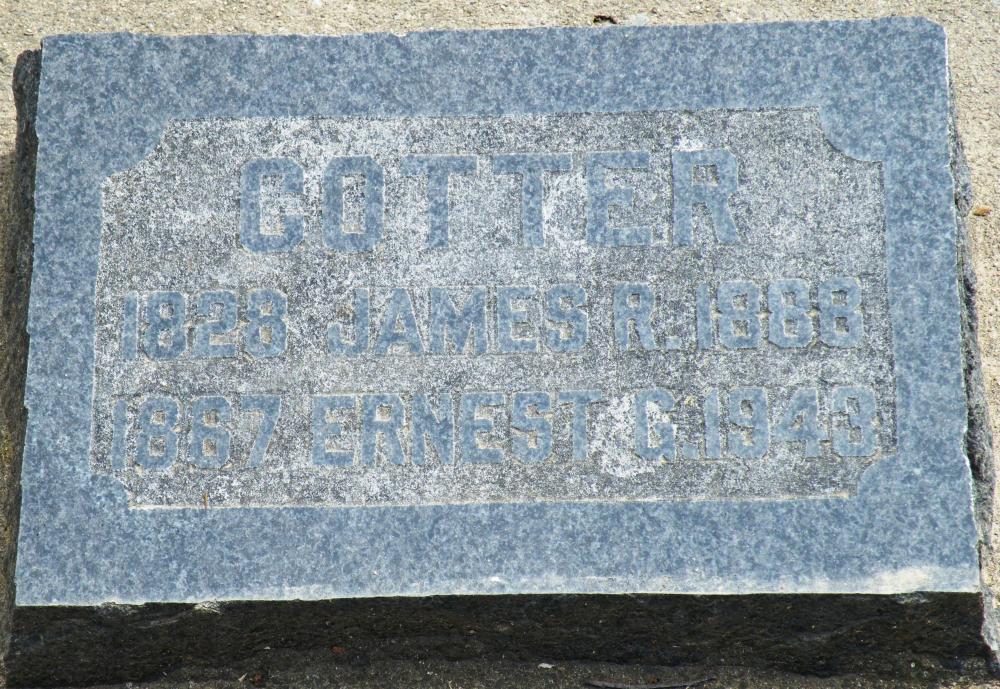 COTTER
1828 JAMES R. 1888
1867 ERNEST G. 1943